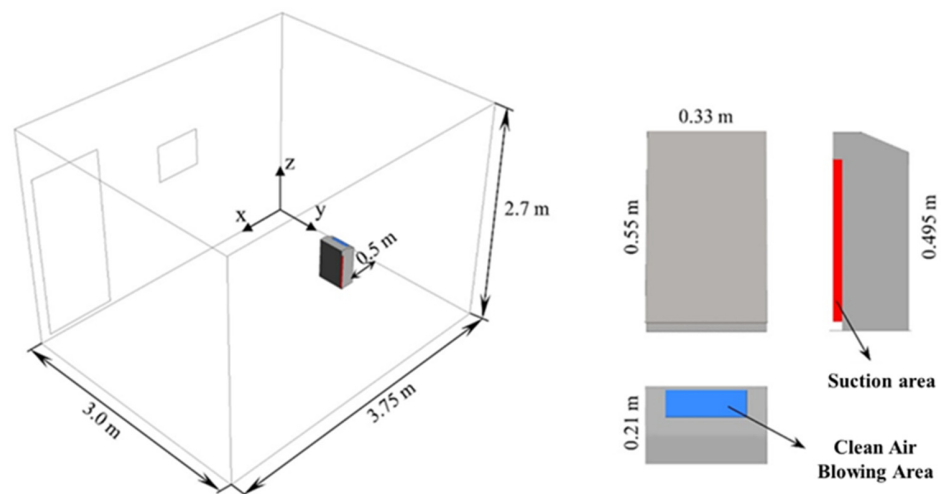 z
x
y
0.5 m
2.7 m
3.0 m
3.75 m
0.33 m
0.55 m
0.495 m
Suction area
0.21 m
Clean Air
Blowing Area